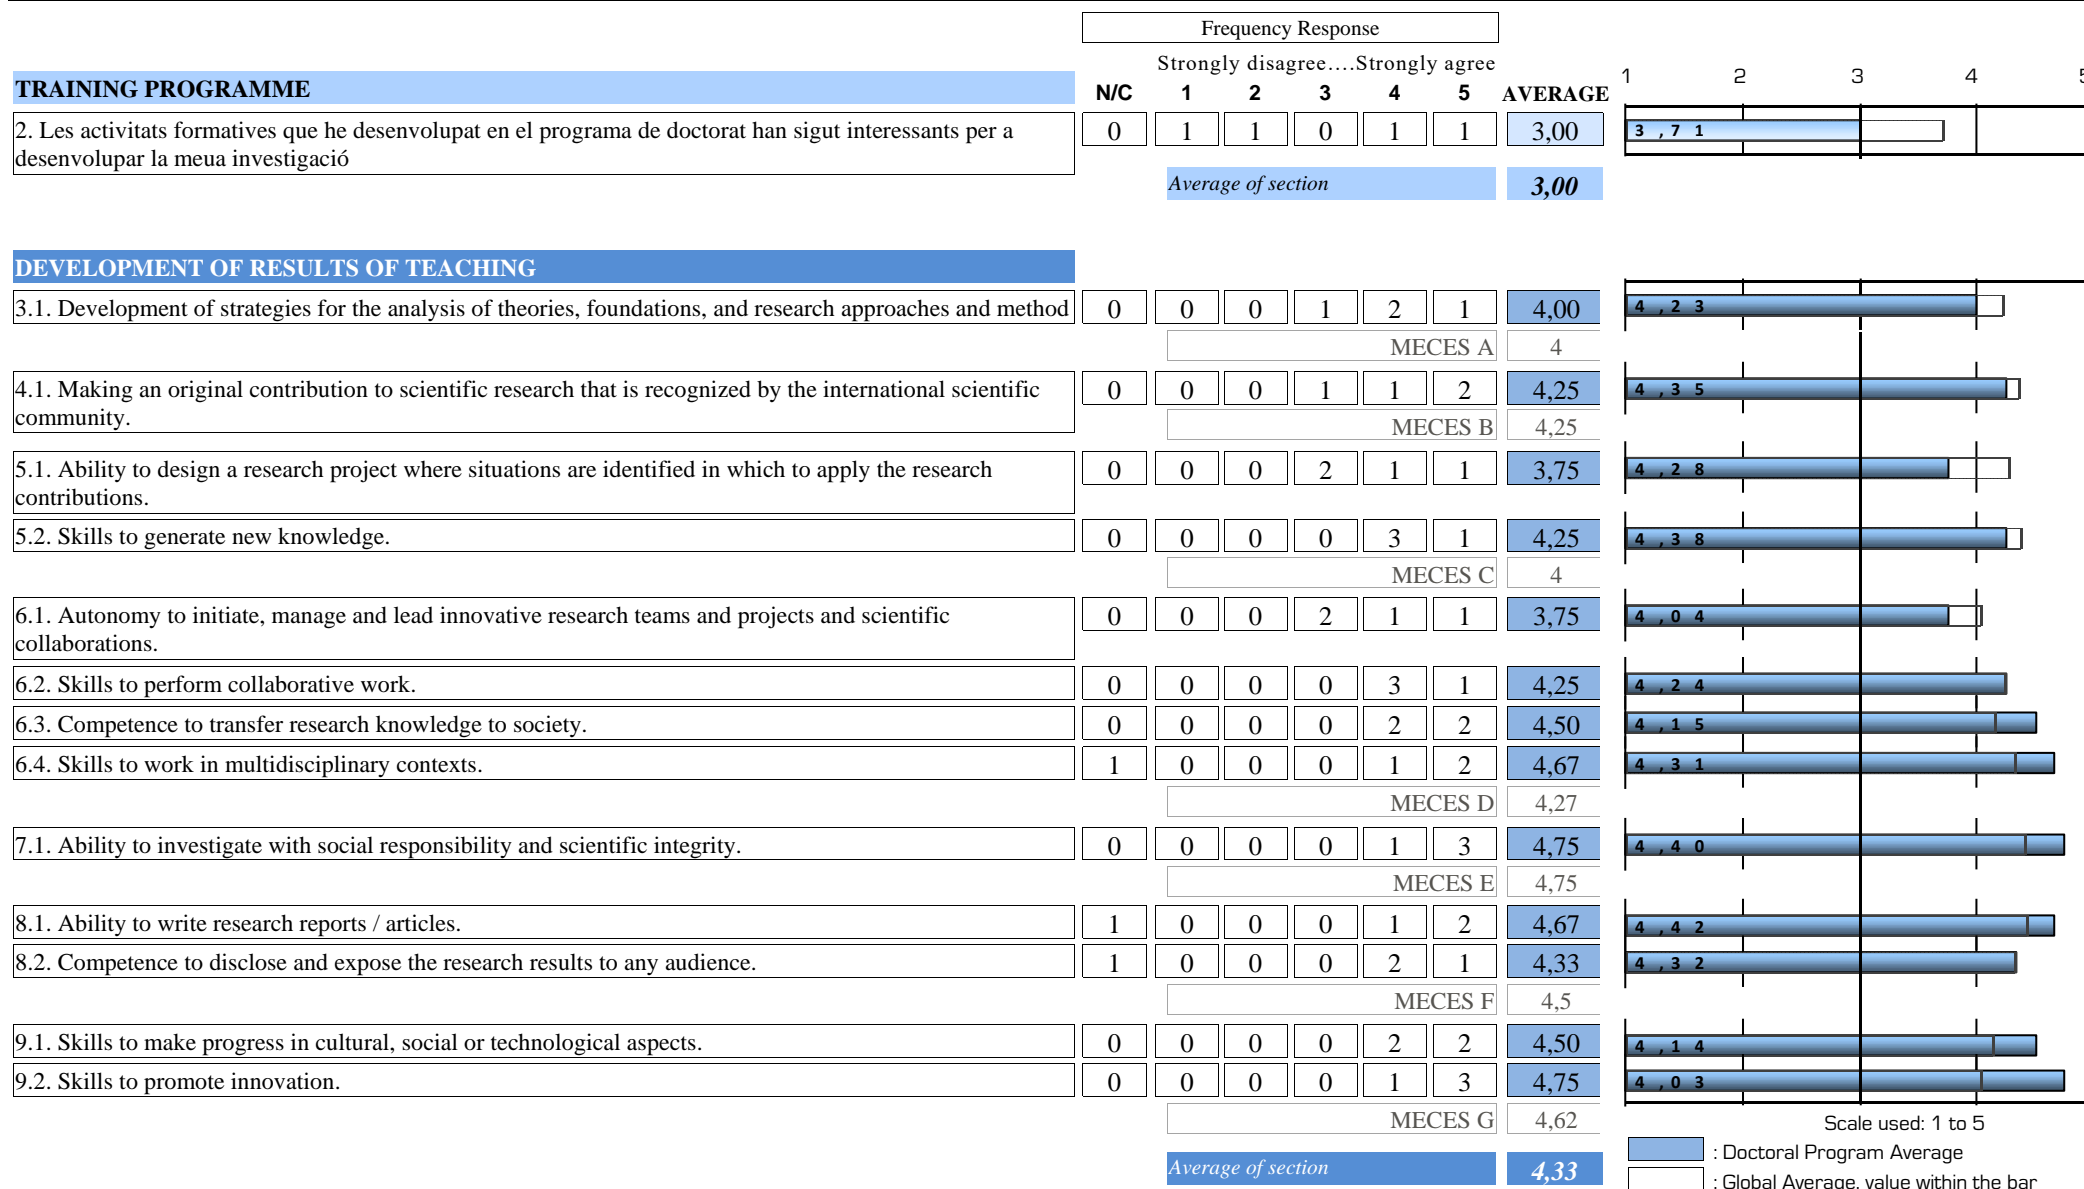 Frequency Response
Strongly disagree....Strongly agree
TRAINING PROGRAMME N/C 1 2 3 4 5 AVERAGE 1 2 3 4 5
2. Les activitats formatives que he desenvolupat en el programa de doctorat han sigut interessants per a 0 1 1 0 1 1 3,00 3,71
desenvolupar la meua investigació
Average of section 3,00
DEVELOPMENT OF RESULTS OF TEACHING
3.1. Development of strategies for the analysis of theories, foundations, and research approaches and method 0 0 0 1 2 1 4,00 4,23
MECES A 4
4.1. Making an original contribution to scientific research that is recognized by the international scientific 0 0 0 1 1 2 4,25 4,35
community.
MECES B 4,25
5.1. Ability to design a research project where situations are identified in which to apply the research 0 0 0 2 1 1 3,75 4,28
contributions.
5.2. Skills to generate new knowledge. 0 0 0 0 3 1 4,25 4,38
MECES C 4
6.1. Autonomy to initiate, manage and lead innovative research teams and projects and scientific 0 0 0 2 1 1 3,75 4,04
collaborations.
6.2. Skills to perform collaborative work. 0 0 0 0 3 1 4,25 4,24
6.3. Competence to transfer research knowledge to society. 0 0 0 0 2 2 4,50 4,15
6.4. Skills to work in multidisciplinary contexts. 1 0 0 0 1 2 4,67 4,31
MECES D 4,27
7.1. Ability to investigate with social responsibility and scientific integrity. 0 0 0 0 1 3 4,75 4,40
MECES E 4,75
8.1. Ability to write research reports / articles. 1 0 0 0 1 2 4,67 4,42
8.2. Competence to disclose and expose the research results to any audience. 1 0 0 0 2 1 4,33 4,32
MECES F 4,5
9.1. Skills to make progress in cultural, social or technological aspects. 0 0 0 0 2 2 4,50 4,14
9.2. Skills to promote innovation. 0 0 0 0 1 3 4,75 4,03
MECES G 4,62
Scale used: 1 to 5
: Doctoral Program Average
Average of section 4,33
: Global Average, value within the bar